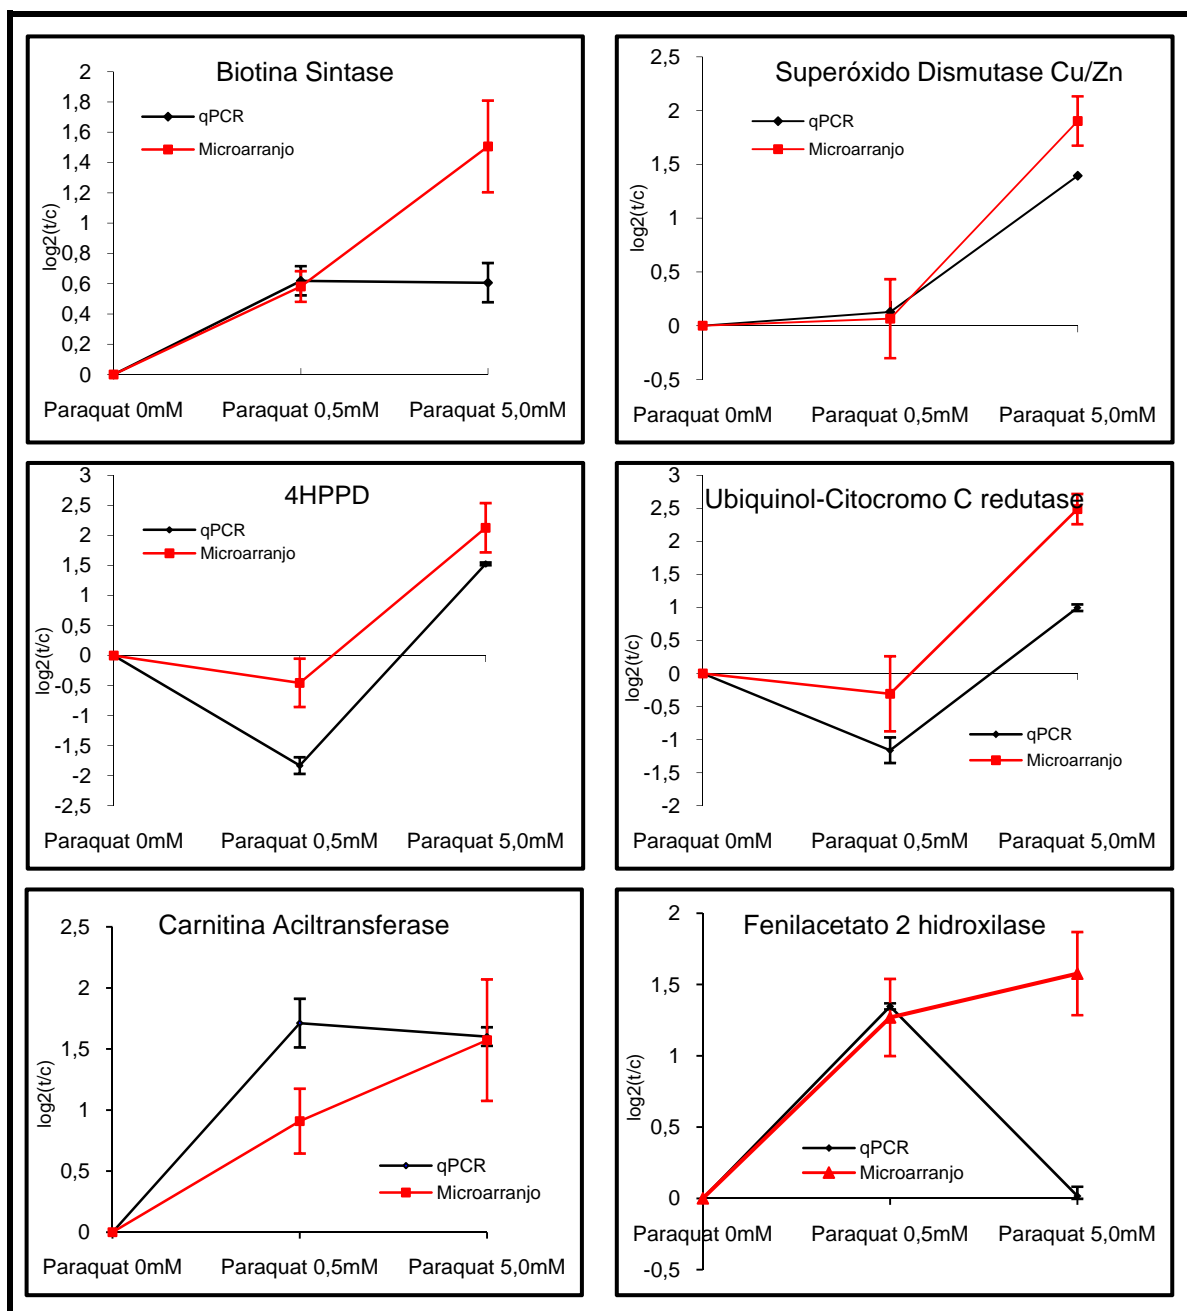 Biotina Sintase
2
1,8
1,6
1,4
1,2
1
0,8
0,6
0,4
0,2
0
log2(t/c)
qPCR
Microarranjo
Paraquat 0mM Paraquat 0,5mM Paraquat 5,0mM
Superóxido Dismutase Cu/Zn
2,5
2
1,5
1
0,5
0
-0,5
log2(t/c)
qPCR
Microarranjo
Paraquat 0mM Paraquat 0,5mM Paraquat 5,0mM
4HPPD
3
2,5
2
1,5
1
0,5
0
-0,5
-1
-1,5
-2
-2,5
log2(t/c)
qPCR
Microarranjo
Paraquat 0mM Paraquat 0,5mM Paraquat 5,0mM
Ubiquinol-Citocromo C redutase
3
2,5
2
1,5
1
0,5
0
-0,5
-1
-1,5
-2
log2(t/c)
qPCR
Microarranjo
Paraquat 0mM Paraquat 0,5mM Paraquat 5,0mM
Carnitina Aciltransferase
2,5
2
1,5
1
0,5
0
log2(t/c)
qPCR
Microarranjo
Paraquat 0mM Paraquat 0,5mM Paraquat 5,0mM
Fenilacetato 2 hidroxilase
2
1,5
1
0,5
0
-0,5
log2(t/c)
qPCR
Microarranjo
Paraquat 0mM Paraquat 0,5mM Paraquat 5,0mM